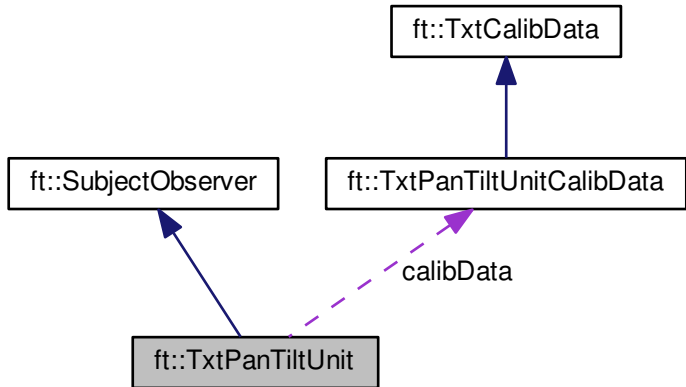 ft::TxtCalibData
ft::SubjectObserver
ft::TxtPanTiltUnitCalibData
calibData
ft::TxtPanTiltUnit